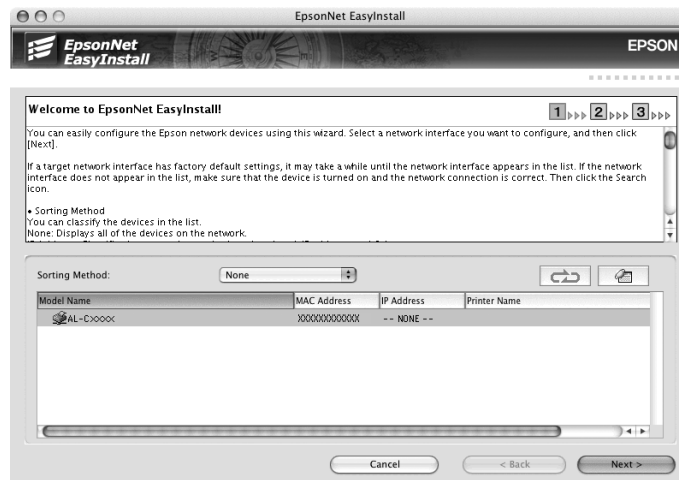 EpsonNet EasyInstall
EpsonNet
EasyInstall
EPSON
Welcome to EpsonNet EasyInstall!
1 2 3
You can easily configure the Epson network devices using this wizard. Select a network interface you want to configure, and then click
[Next].
If a target network interface has factory default settings, it may take a while until the network interface appears in the list. If the network
interface does not appear in the list, make sure that the device is turned on and the network connection is correct. Then click the Search
icon.
• Sorting Method
You can classify the devices in the list.
None: Displays all of the devices on the network.
Sorting Method:
None
Model Name MAC Address IP Address Printer Name
AL-CXXXX XXXXXXXXXXXX -- NONE --
Cancel < Back Next >